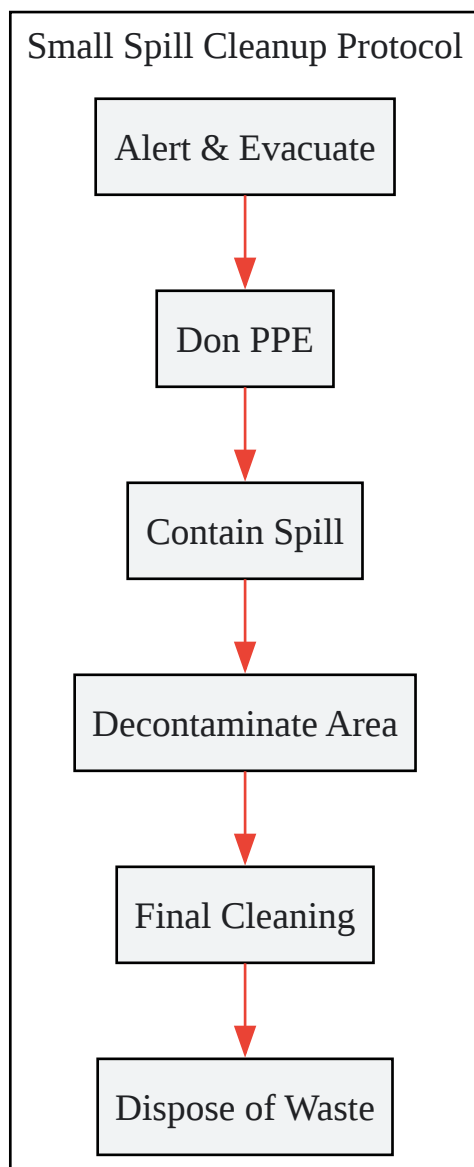 Small Spill Cleanup Protocol
Alert & Evacuate
Don PPE
Contain Spill
Decontaminate Area
Final Cleaning
Dispose of Waste